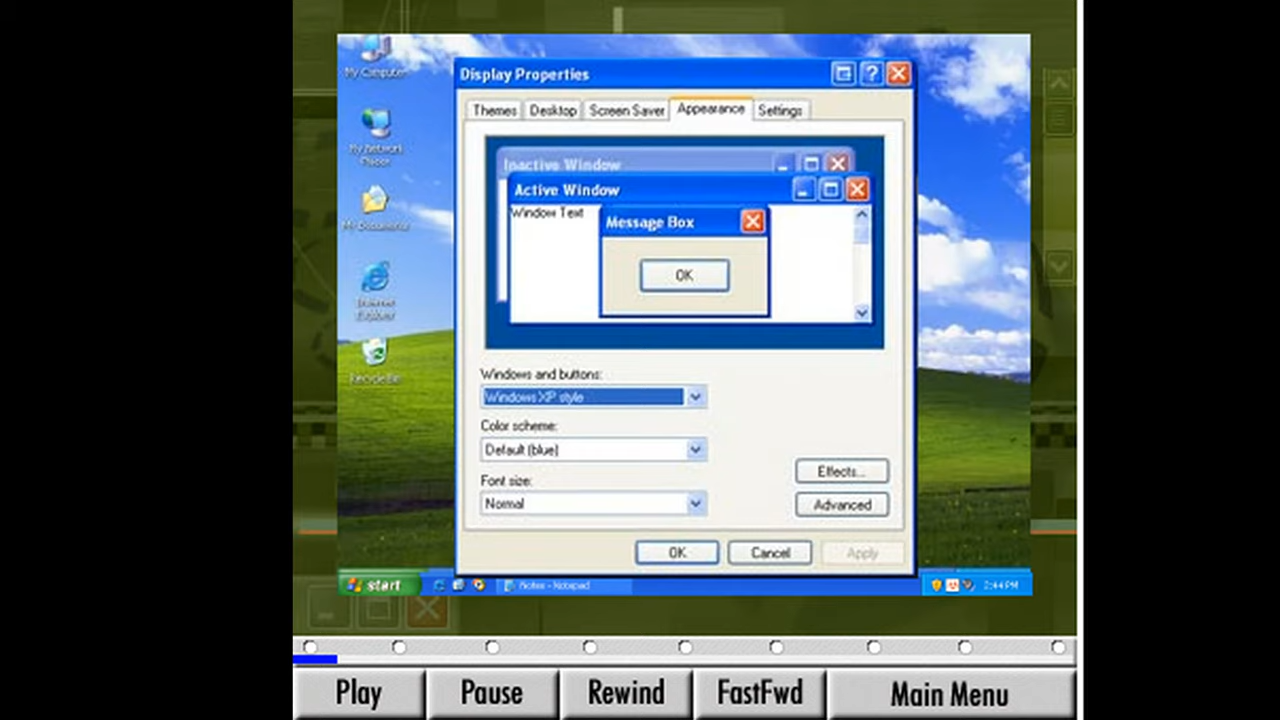 My Computer
My Network
Places
My Documents
Internet
Explorer
Recycle Bin
Display Properties
Themes Desktop Screen Saver Appearance Settings
Inactive Window
Active Window
Window Text
Message Box
OK
Windows and buttons:
Windows XP style
Color scheme:
Default (blue)
Font size:
Normal
Effects...
Advanced
OK Cancel Apply
start Notes - Notepad 2:44 PM
Play Pause Rewind FastFwd Main Menu